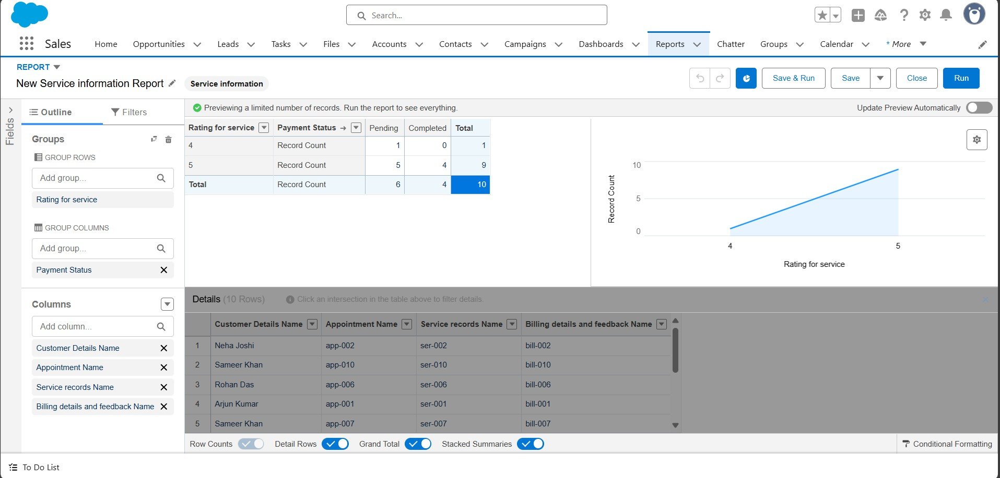 Search...
Sales
Home
Opportunities
Leads
Tasks
Files
Accounts
Contacts
Campaigns
Dashboards
Reports
Chatter
Groups
Calendar
* More
REPORT
New Service information Report
Service information
Save & Run
Save
Close
Run
Fields
Outline
Filters
Previewing a limited number of records. Run the report to see everything.
Update Preview Automatically
Groups
GROUP ROWS
Add group...
Rating for service
GROUP COLUMNS
Add group...
Payment Status
Rating for service Payment Status → Pending Completed Total
4 Record Count 1 0 1
5 Record Count 5 4 9
Total Record Count 6 4 10
Record Count
10
5
0
4 5
Rating for service
Columns
Add column...
Customer Details Name
Appointment Name
Service records Name
Billing details and feedback Name
Details (10 Rows)
Click an intersection in the table above to filter details.
Customer Details Name Appointment Name Service records Name Billing details and feedback Name
1 Neha Joshi app-002 ser-002 bill-002
2 Sameer Khan app-010 ser-010 bill-010
3 Rohan Das app-006 ser-006 bill-006
4 Arjun Kumar app-001 ser-001 bill-001
5 Sameer Khan app-007 ser-007 bill-007
Row Counts
Detail Rows
Grand Total
Stacked Summaries
Conditional Formatting
To Do List